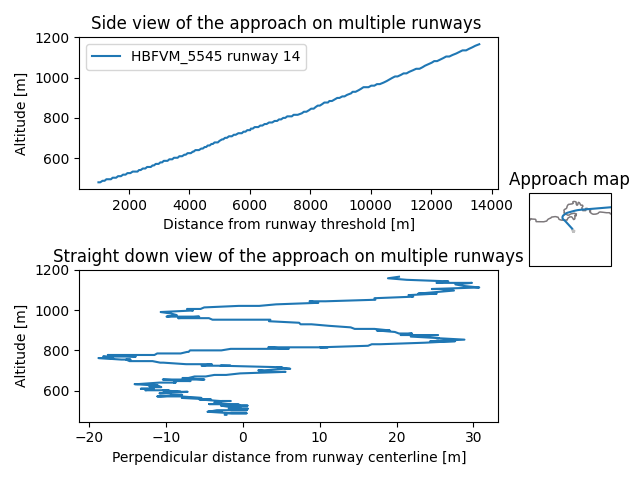 Side view of the approach on multiple runways
HBFVM_5545 runway 14
Altitude [m]
1200
1000
800
600
2000 4000 6000 8000 10000 12000 14000
Distance from runway threshold [m]
Approach map
Straight down view of the approach on multiple runways
Altitude [m]
1200
1000
800
600
−20 −10 0 10 20 30
Perpendicular distance from runway centerline [m]